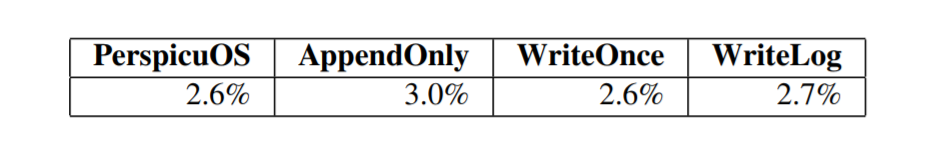 PerspicuOS AppendOnly WriteOnce WriteLog
2.6% 3.0% 2.6% 2.7%